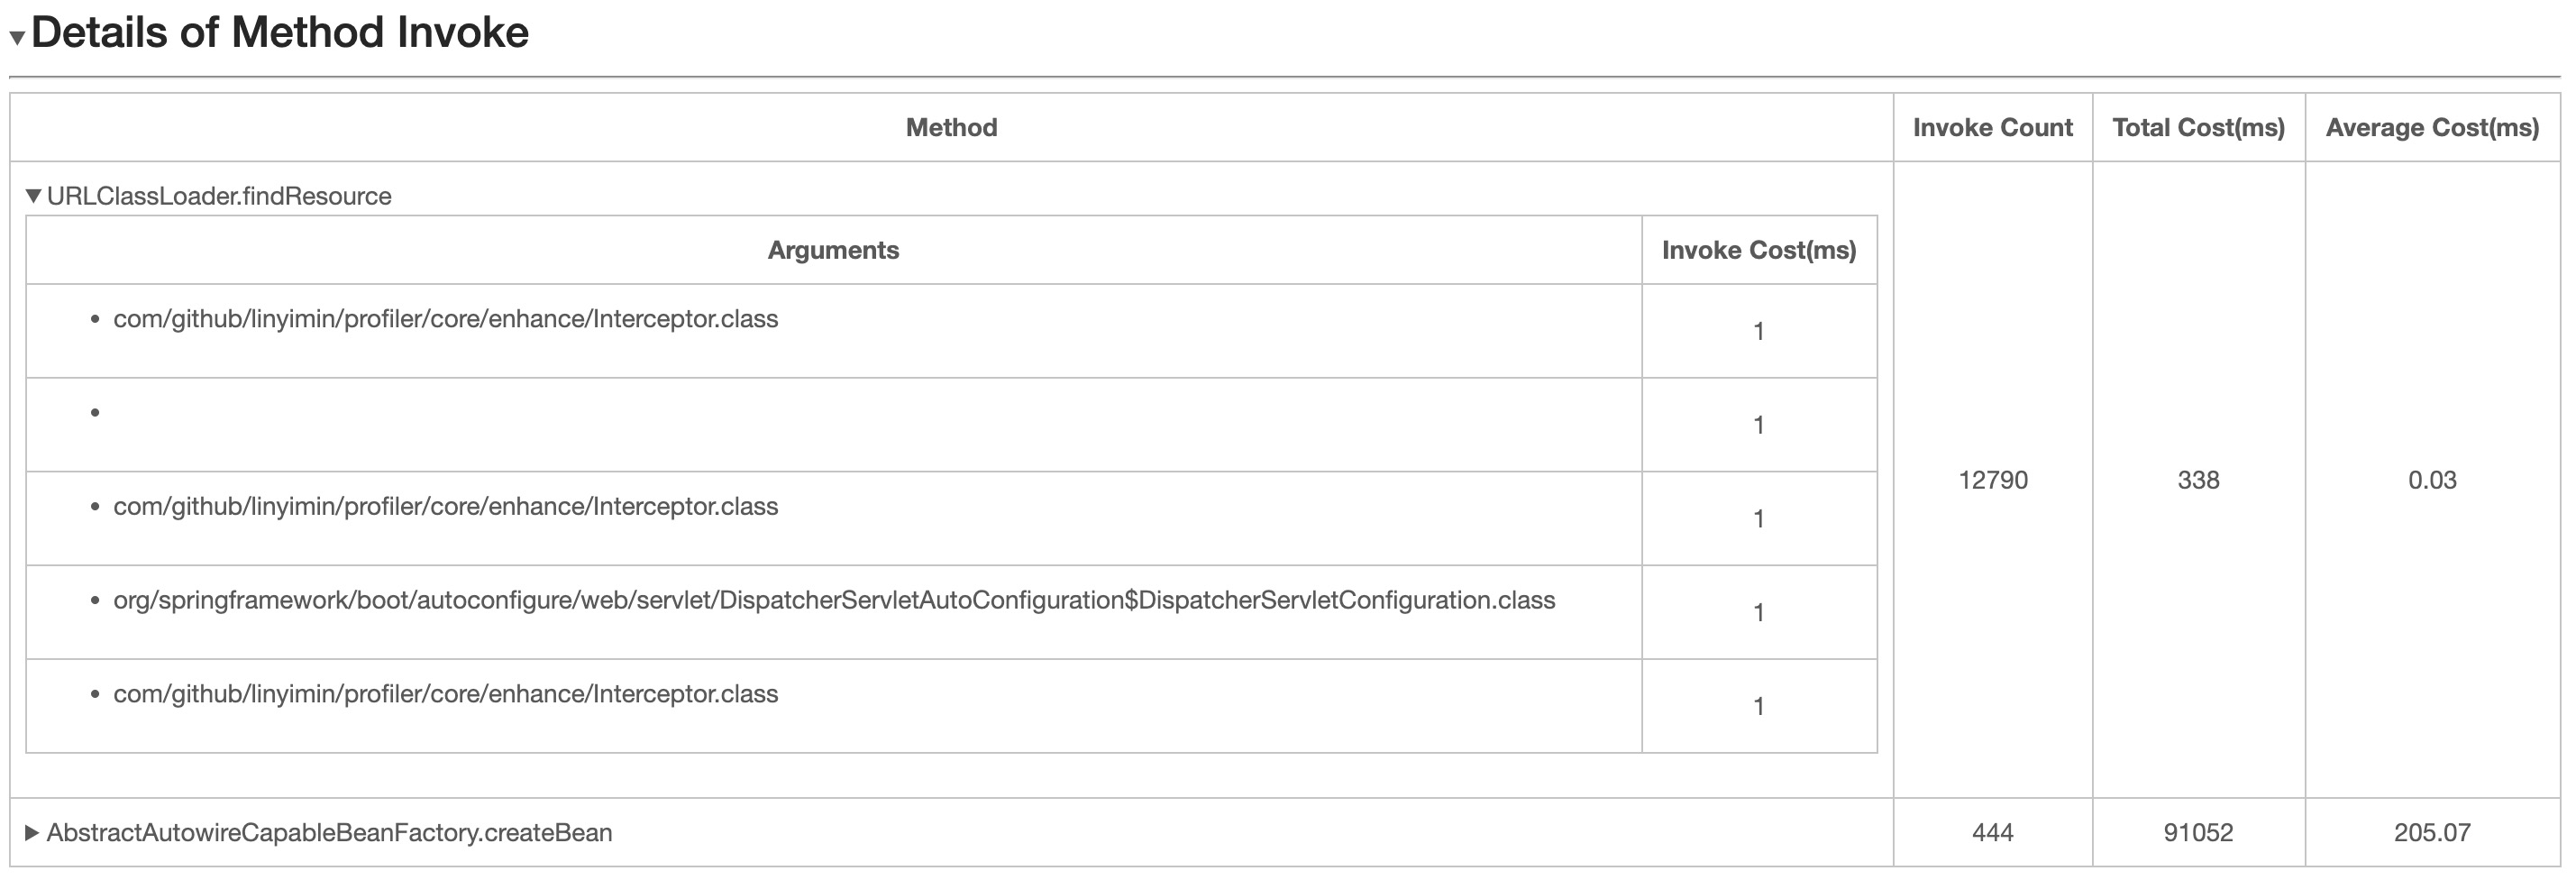 Details of Method Invoke
Method Invoke Count Total Cost(ms) Average Cost(ms)
URLClassLoader.findResource
Arguments Invoke Cost(ms)
com/github/linyimin/profiler/core/enhance/Interceptor.class 1
1
com/github/linyimin/profiler/core/enhance/Interceptor.class 1
12790 338 0.03
org/springframework/boot/autoconfigure/web/servlet/DispatcherServletAutoConfiguration$DispatcherServletConfiguration.class 1
com/github/linyimin/profiler/core/enhance/Interceptor.class 1
AbstractAutowireCapableBeanFactory.createBean 444 91052 205.07